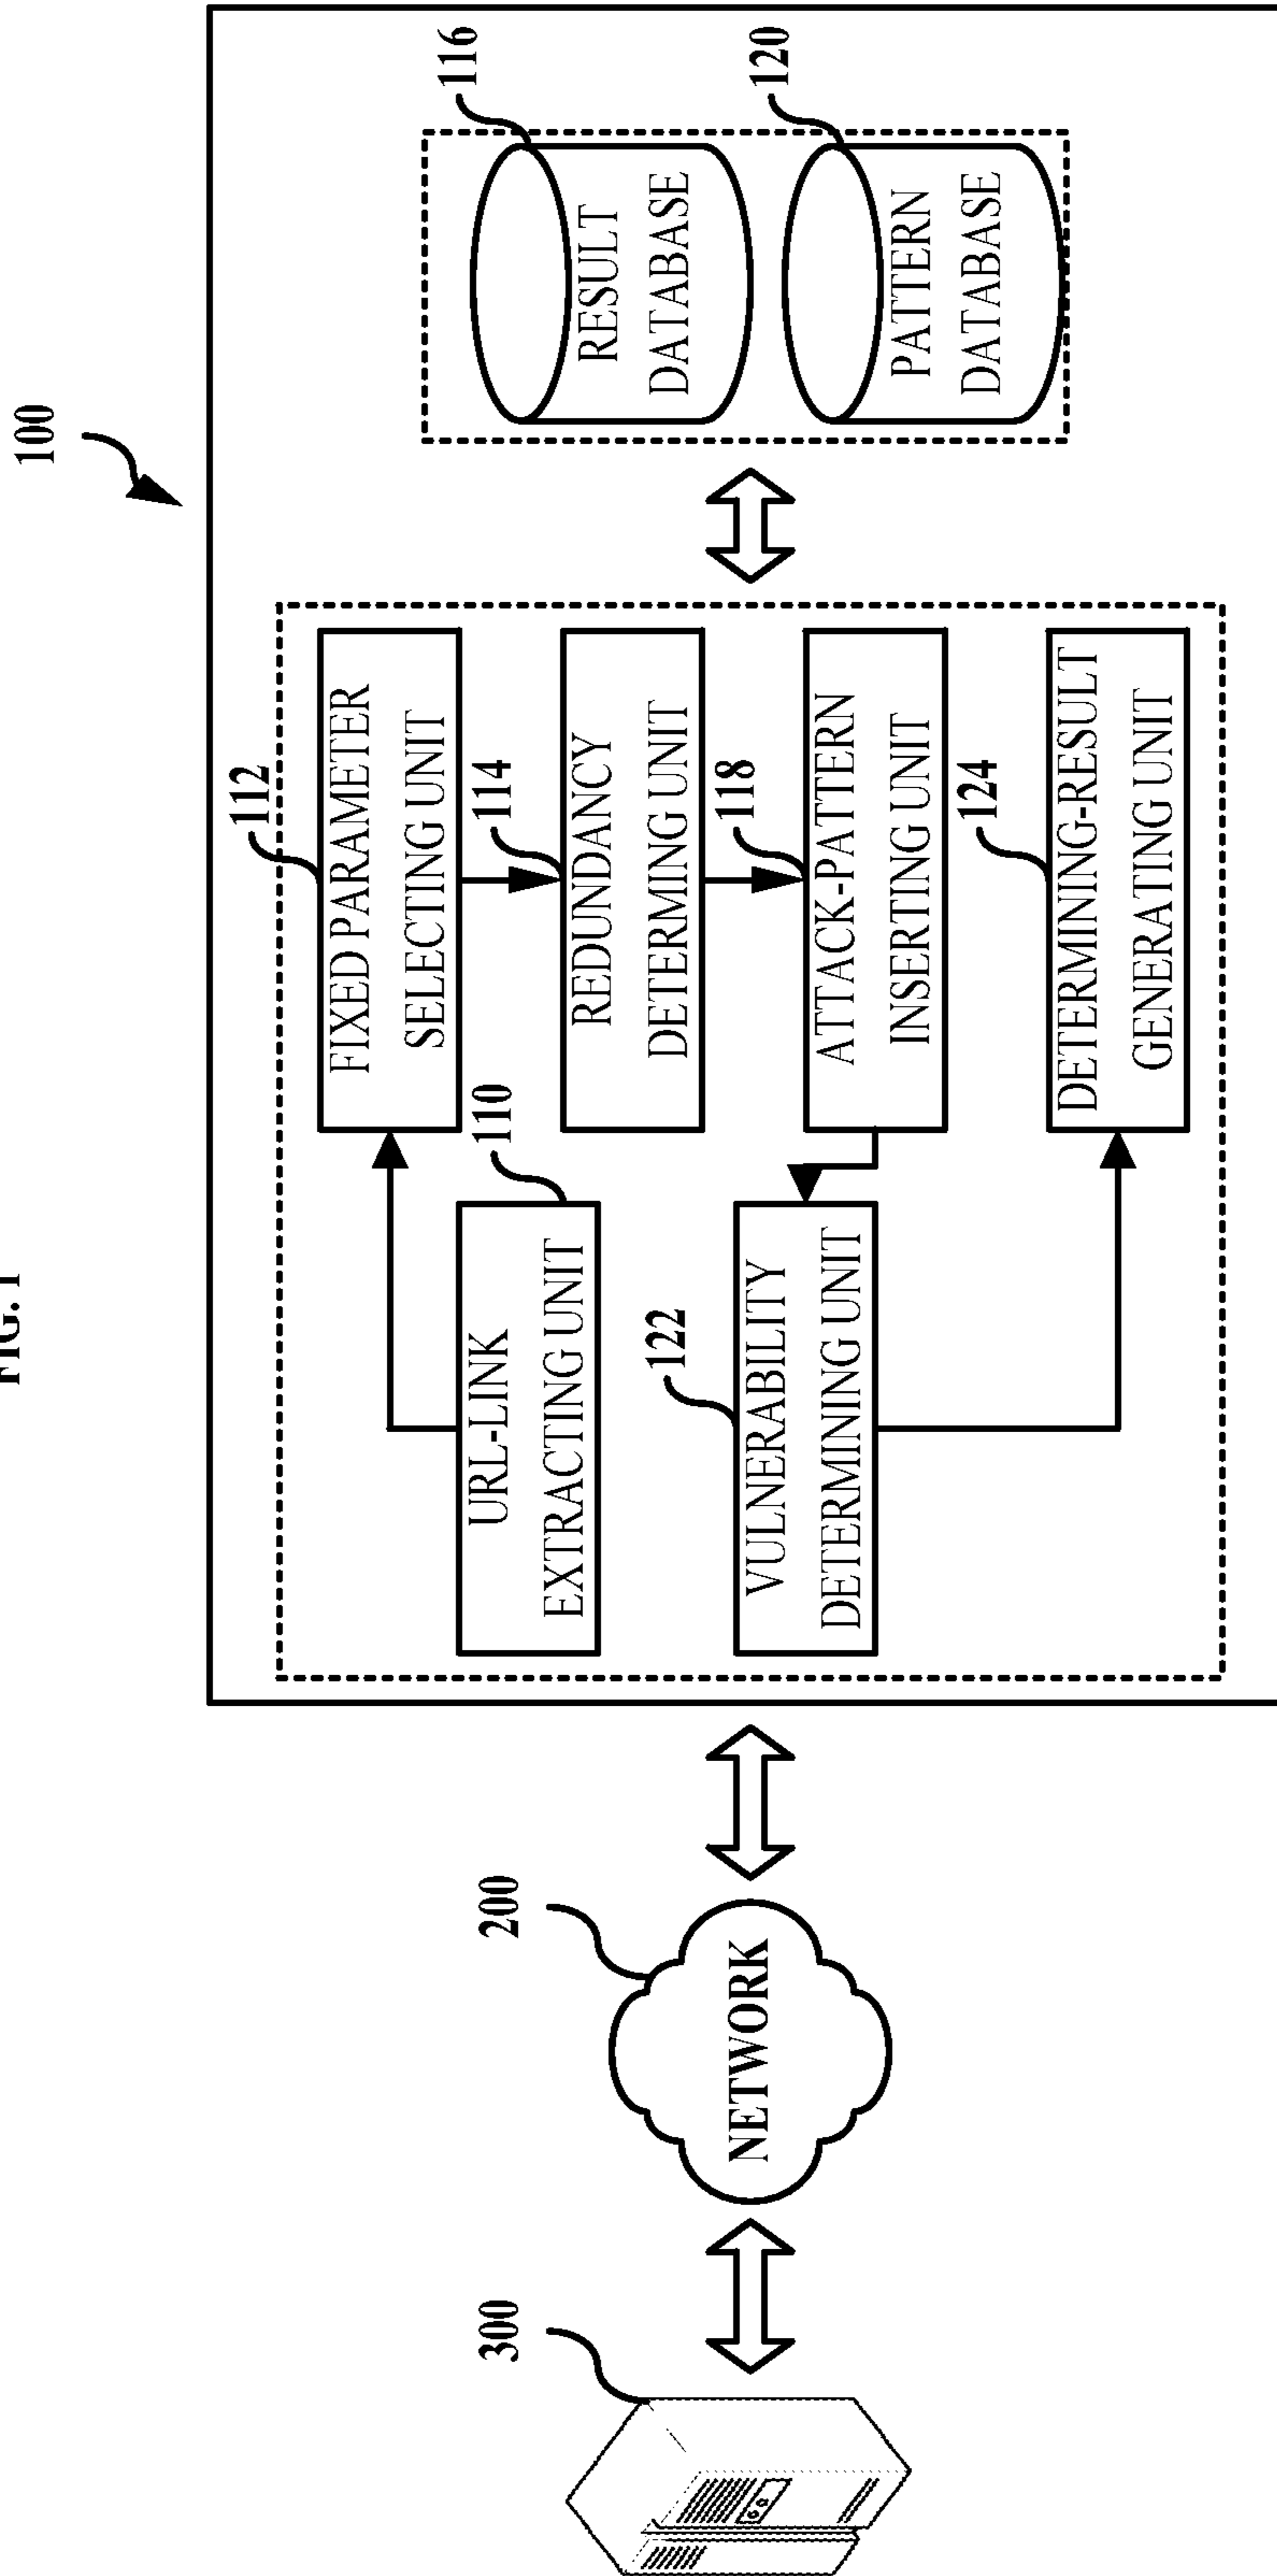 FIG. 1
100
112
FIXED PARAMETER
SELECTING UNIT
116
RESULT
DATABASE
110
URL-LINK
EXTRACTING UNIT
114
REDUNDANCY
DETERMINING UNIT
300
200
NETWORK
122
VULNERABILITY
DETERMINING UNIT
118
ATTACK-PATTERN
INSERTING UNIT
120
PATTERN
DATABASE
124
DETERMINING-RESULT
GENERATING UNIT